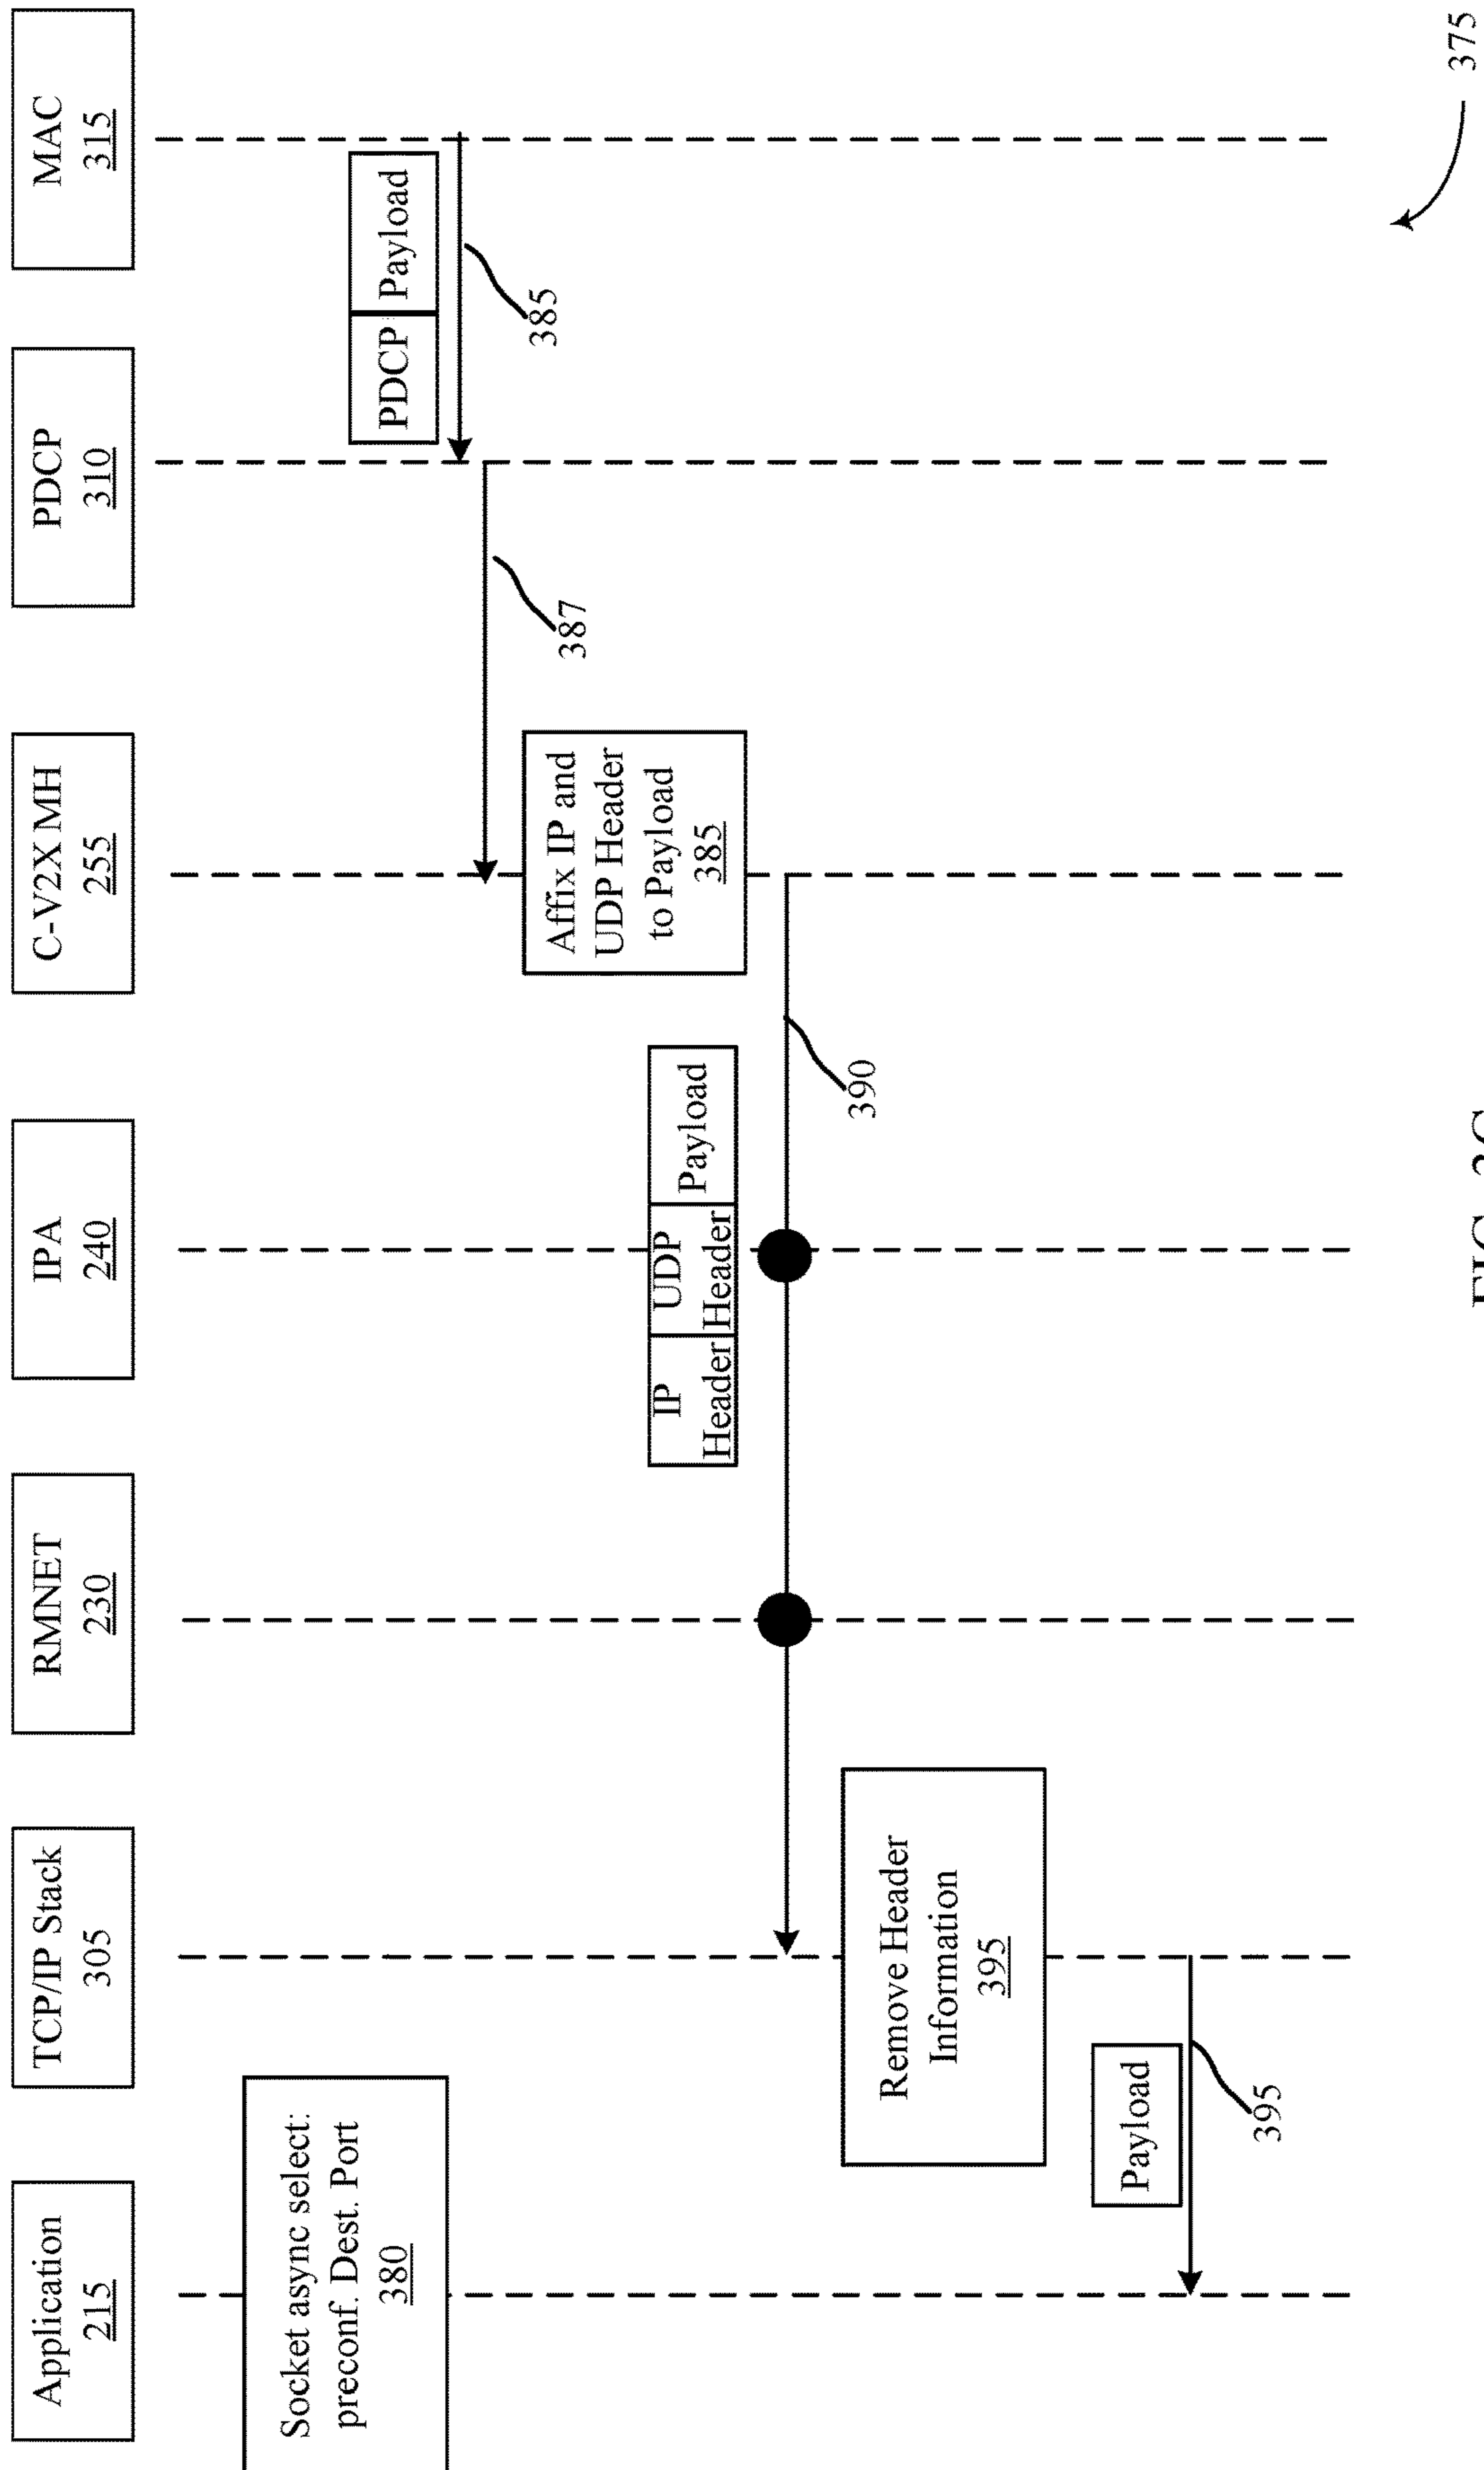 Application
215
TCP/IP Stack
305
RMNET
230
IPA
240
C-V2X MH
255
PDCP
310
MAC
315
Socket async select:
preconf. Dest. Port
380
PDCP
Payload
385
387
Affix IP and
UDP Header
to Payload
385
IP
Header
UDP
Header
Payload
390
Remove Header
Information
395
Payload
395
375